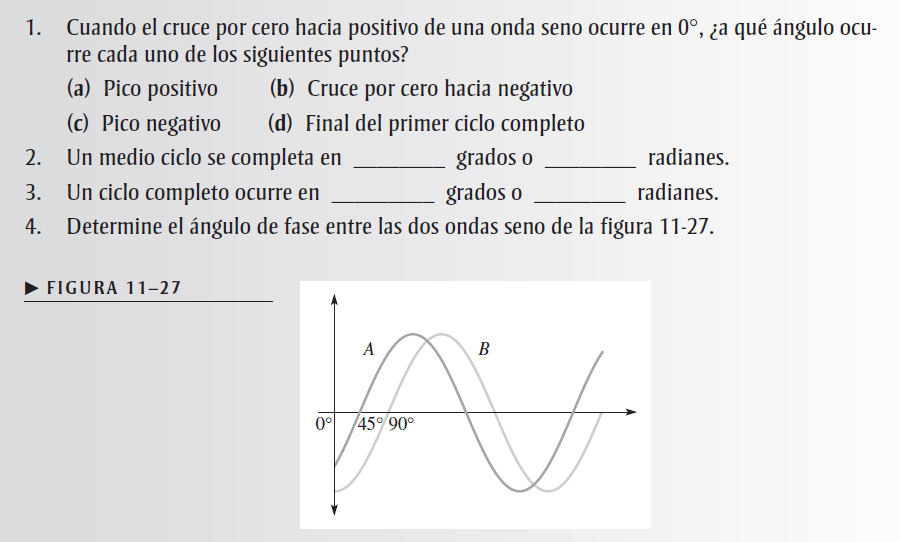 1. Cuando el cruce por cero hacia positivo de una onda seno ocurre en 0°, ¿a qué ángulo ocu-
rre cada uno de los siguientes puntos?
(a) Pico positivo (b) Cruce por cero hacia negativo
(c) Pico negativo (d) Final del primer ciclo completo
2. Un medio ciclo se completa en ________ grados o ________ radianes.
3. Un ciclo completo ocurre en _________ grados o ________ radianes.
4. Determine el ángulo de fase entre las dos ondas seno de la figura 11-27.
▶ FIGURA 11–27
A B
0° 45° 90°